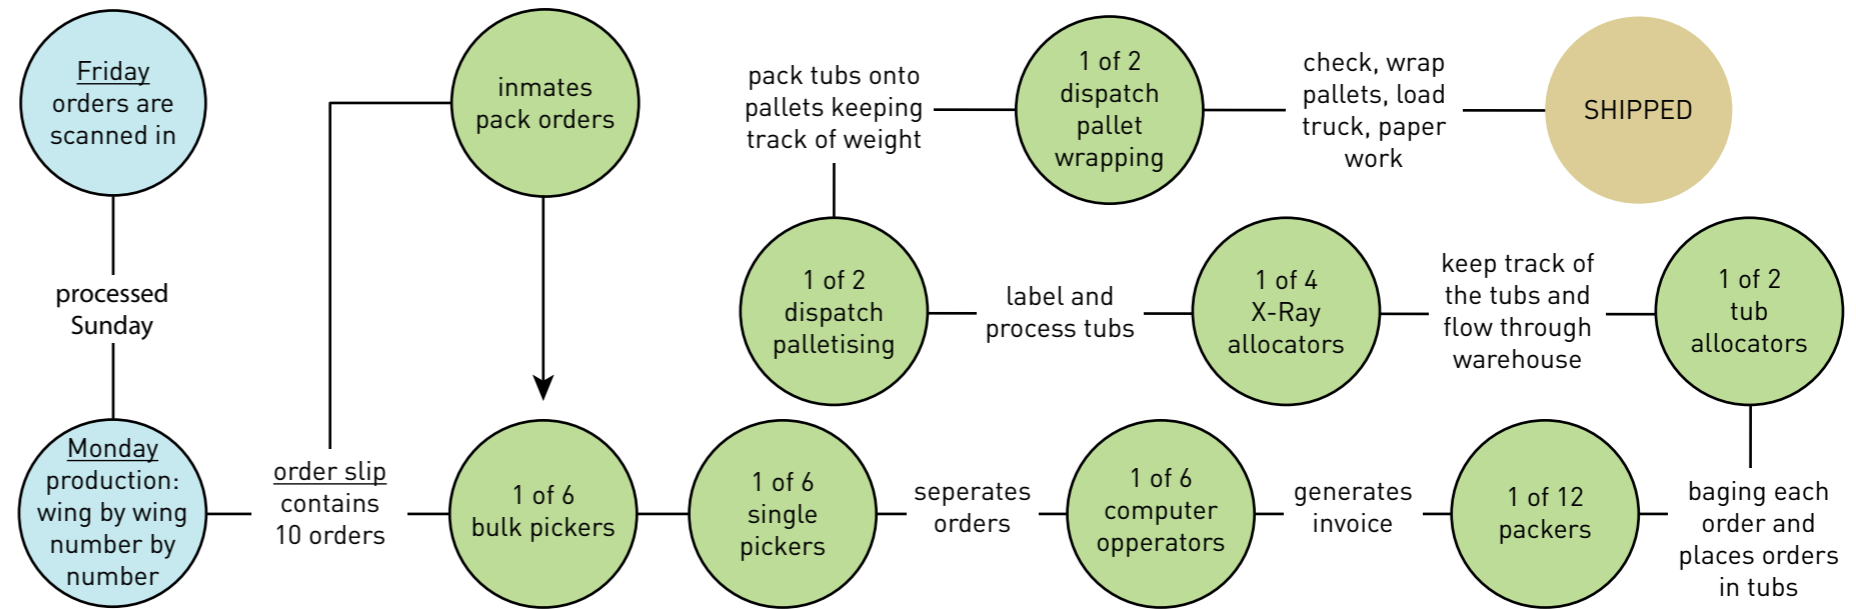 Friday
orders are
scanned in
processed
Sunday
Monday
production:
wing by wing
number by
number
order slip
contains
10 orders
inmates
pack orders
1 of 6
bulk pickers
1 of 6
single
pickers
seperates
orders
1 of 6
computer
opperators
generates
invoice
1 of 12
packers
baging each
order and
places orders
in tubs
1 of 2
tub
allocators
keep track of
the tubs and
flow through
warehouse
1 of 4
X-Ray
allocators
label and
process tubs
1 of 2
dispatch
palletising
pack tubs onto
pallets keeping
track of weight
1 of 2
dispatch
pallet
wrapping
check, wrap
pallets, load
truck, paper
work
SHIPPED